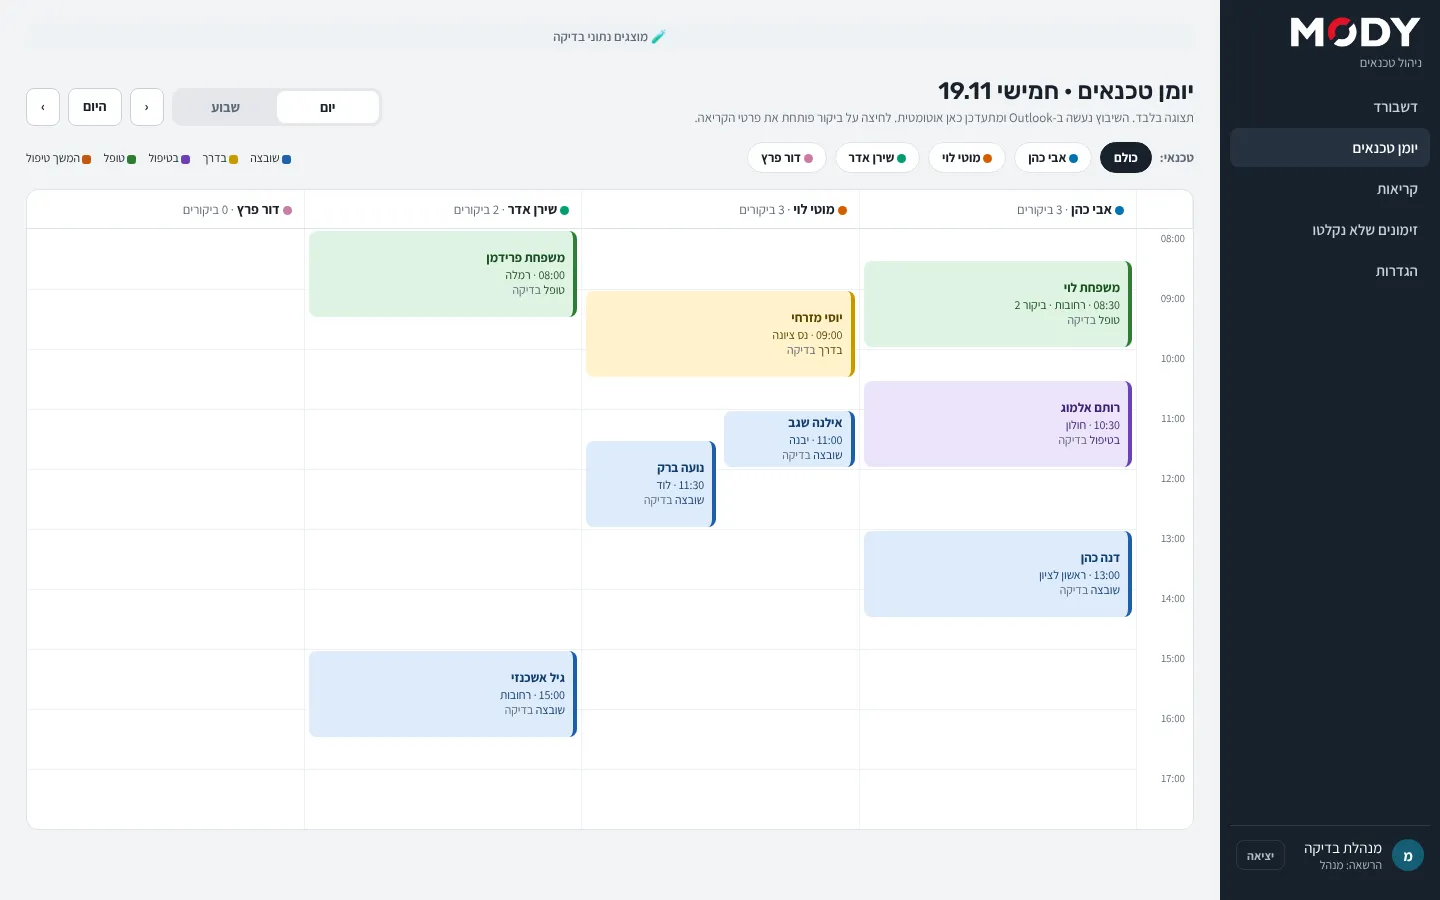 MODY
ניהול טכנאים
דשבורד
יומן טכנאים
קריאות
זימונים שלא נקלטו
הגדרות
מ
מנהלת בדיקה
הרשאה: מנהל
יציאה
🧪 מוצגים נתוני בדיקה
יומן טכנאים • חמישי 19.11
תצוגה בלבד. השיבוץ נעשה ב-Outlook ומתעדכן כאן אוטומטית. לחיצה על ביקור פותחת את פרטי הקריאה.
יום שבוע
‹ היום ›
טכנאי: כולם אבי כהן מוטי לוי שירן אדר דור פרץ
שובצה בדרך בטיפול טופל המשך טיפול
אבי כהן · 3 ביקורים
מוטי לוי · 3 ביקורים
שירן אדר · 2 ביקורים
דור פרץ · 0 ביקורים
08:00
09:00
10:00
11:00
12:00
13:00
14:00
15:00
16:00
17:00
משפחת לוי
08:30 · רחובות · ביקור 2
טופל בדיקה
רותם אלמוג
10:30 · חולון
בטיפול בדיקה
דנה כהן
13:00 · ראשון לציון
שובצה בדיקה
יוסי מזרחי
09:00 · נס ציונה
בדרך בדיקה
אילנה שגב
11:00 · יבנה
שובצה בדיקה
נועה ברק
11:30 · לוד
שובצה בדיקה
משפחת פרידמן
08:00 · רמלה
טופל בדיקה
גיל אשכנזי
15:00 · רחובות
שובצה בדיקה